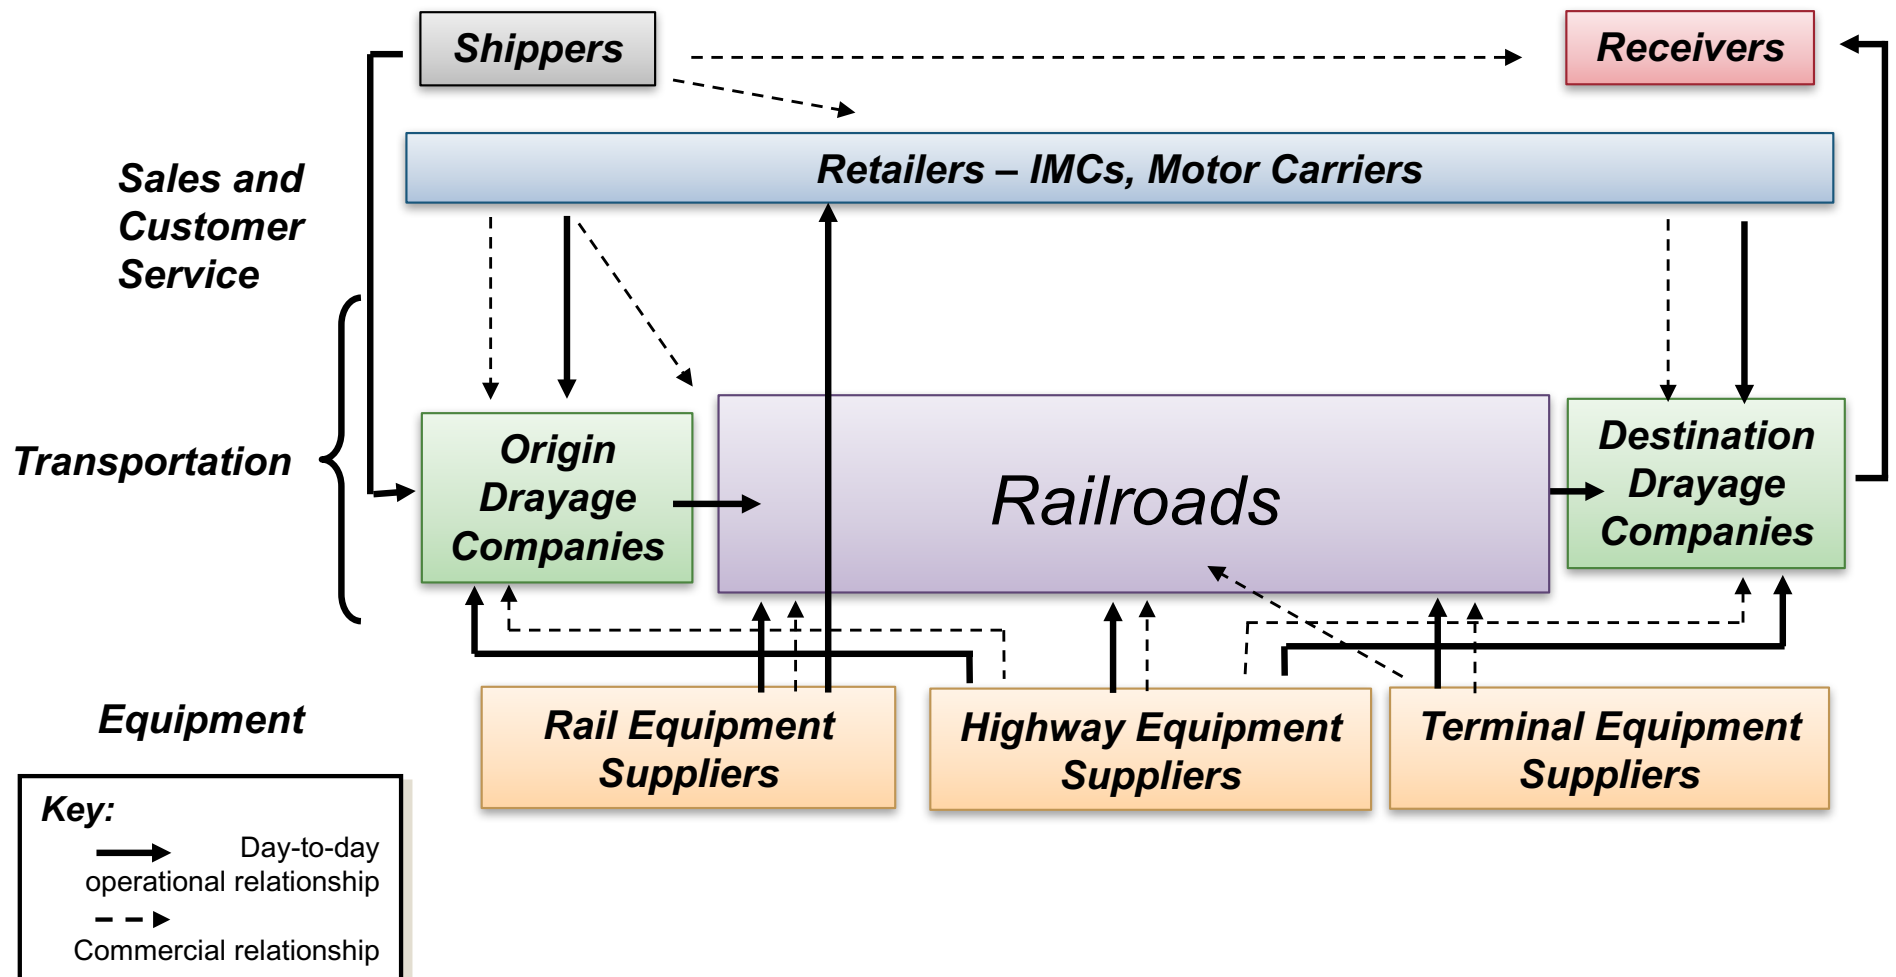 Shippers
Receivers
Retailers – IMCs, Motor Carriers
Sales and
Customer
Service
Transportation
Origin
Drayage
Companies
Railroads
Destination
Drayage
Companies
Equipment
Rail Equipment
Suppliers
Highway Equipment
Suppliers
Terminal Equipment
Suppliers
Key:
Day-to-day
operational relationship
Commercial relationship